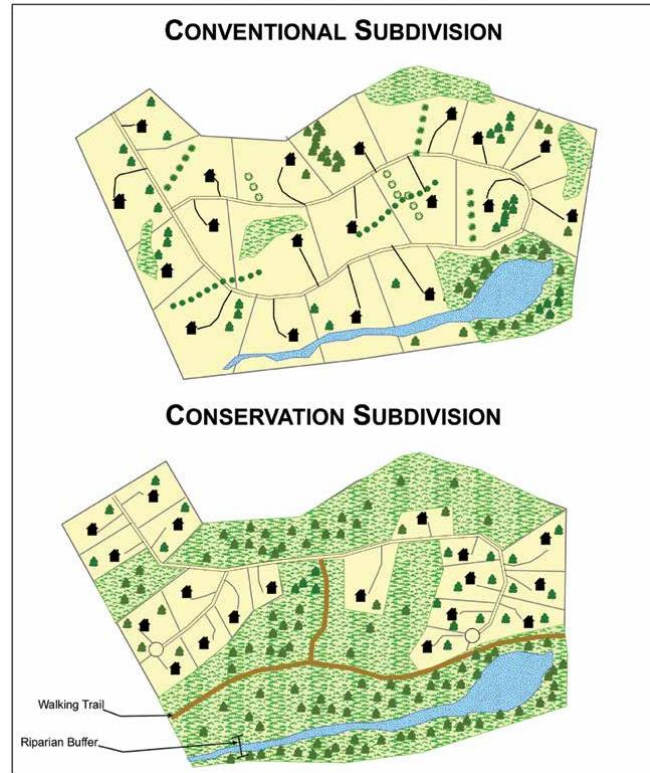 CONVENTIONAL SUBDIVISION
CONSERVATION SUBDIVISION
Walking Trail
Riparian Buffer